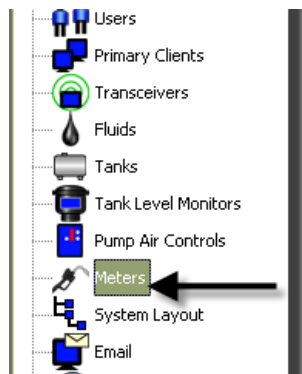 Users
Primary Clients
Transceivers
Fluids
Tanks
Tank Level Monitors
Pump Air Controls
Meters
System Layout
Email